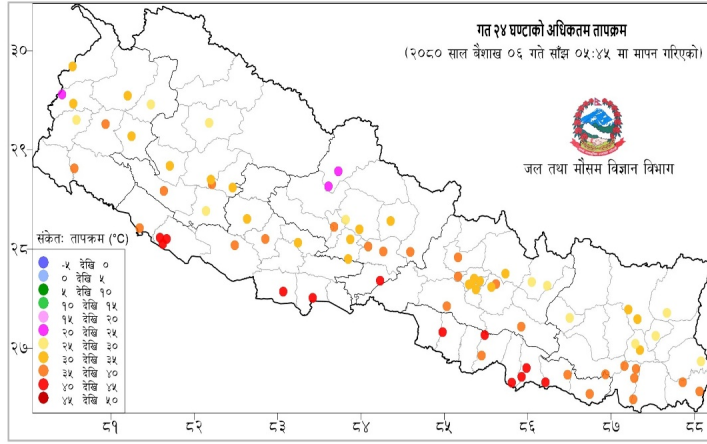 गत २४ घण्टाको अधिकतम तापक्रम
(२०८० साल बैशाख ०६ गते साँझ ०५:४५ मा मापन गरिएको)
जल तथा मौसम विज्ञान विभाग
३०
२९
२८
२७
संकेतः तापक्रम (°C)
-५ देखि ०
० देखि ५
५ देखि १०
१० देखि १५
१५ देखि २०
२० देखि २५
२५ देखि ३०
३० देखि ३५
३५ देखि ४०
४० देखि ४५
४५ देखि ५०
८१ ८२ ८३ ८४ ८५ ८६ ८७ ८८